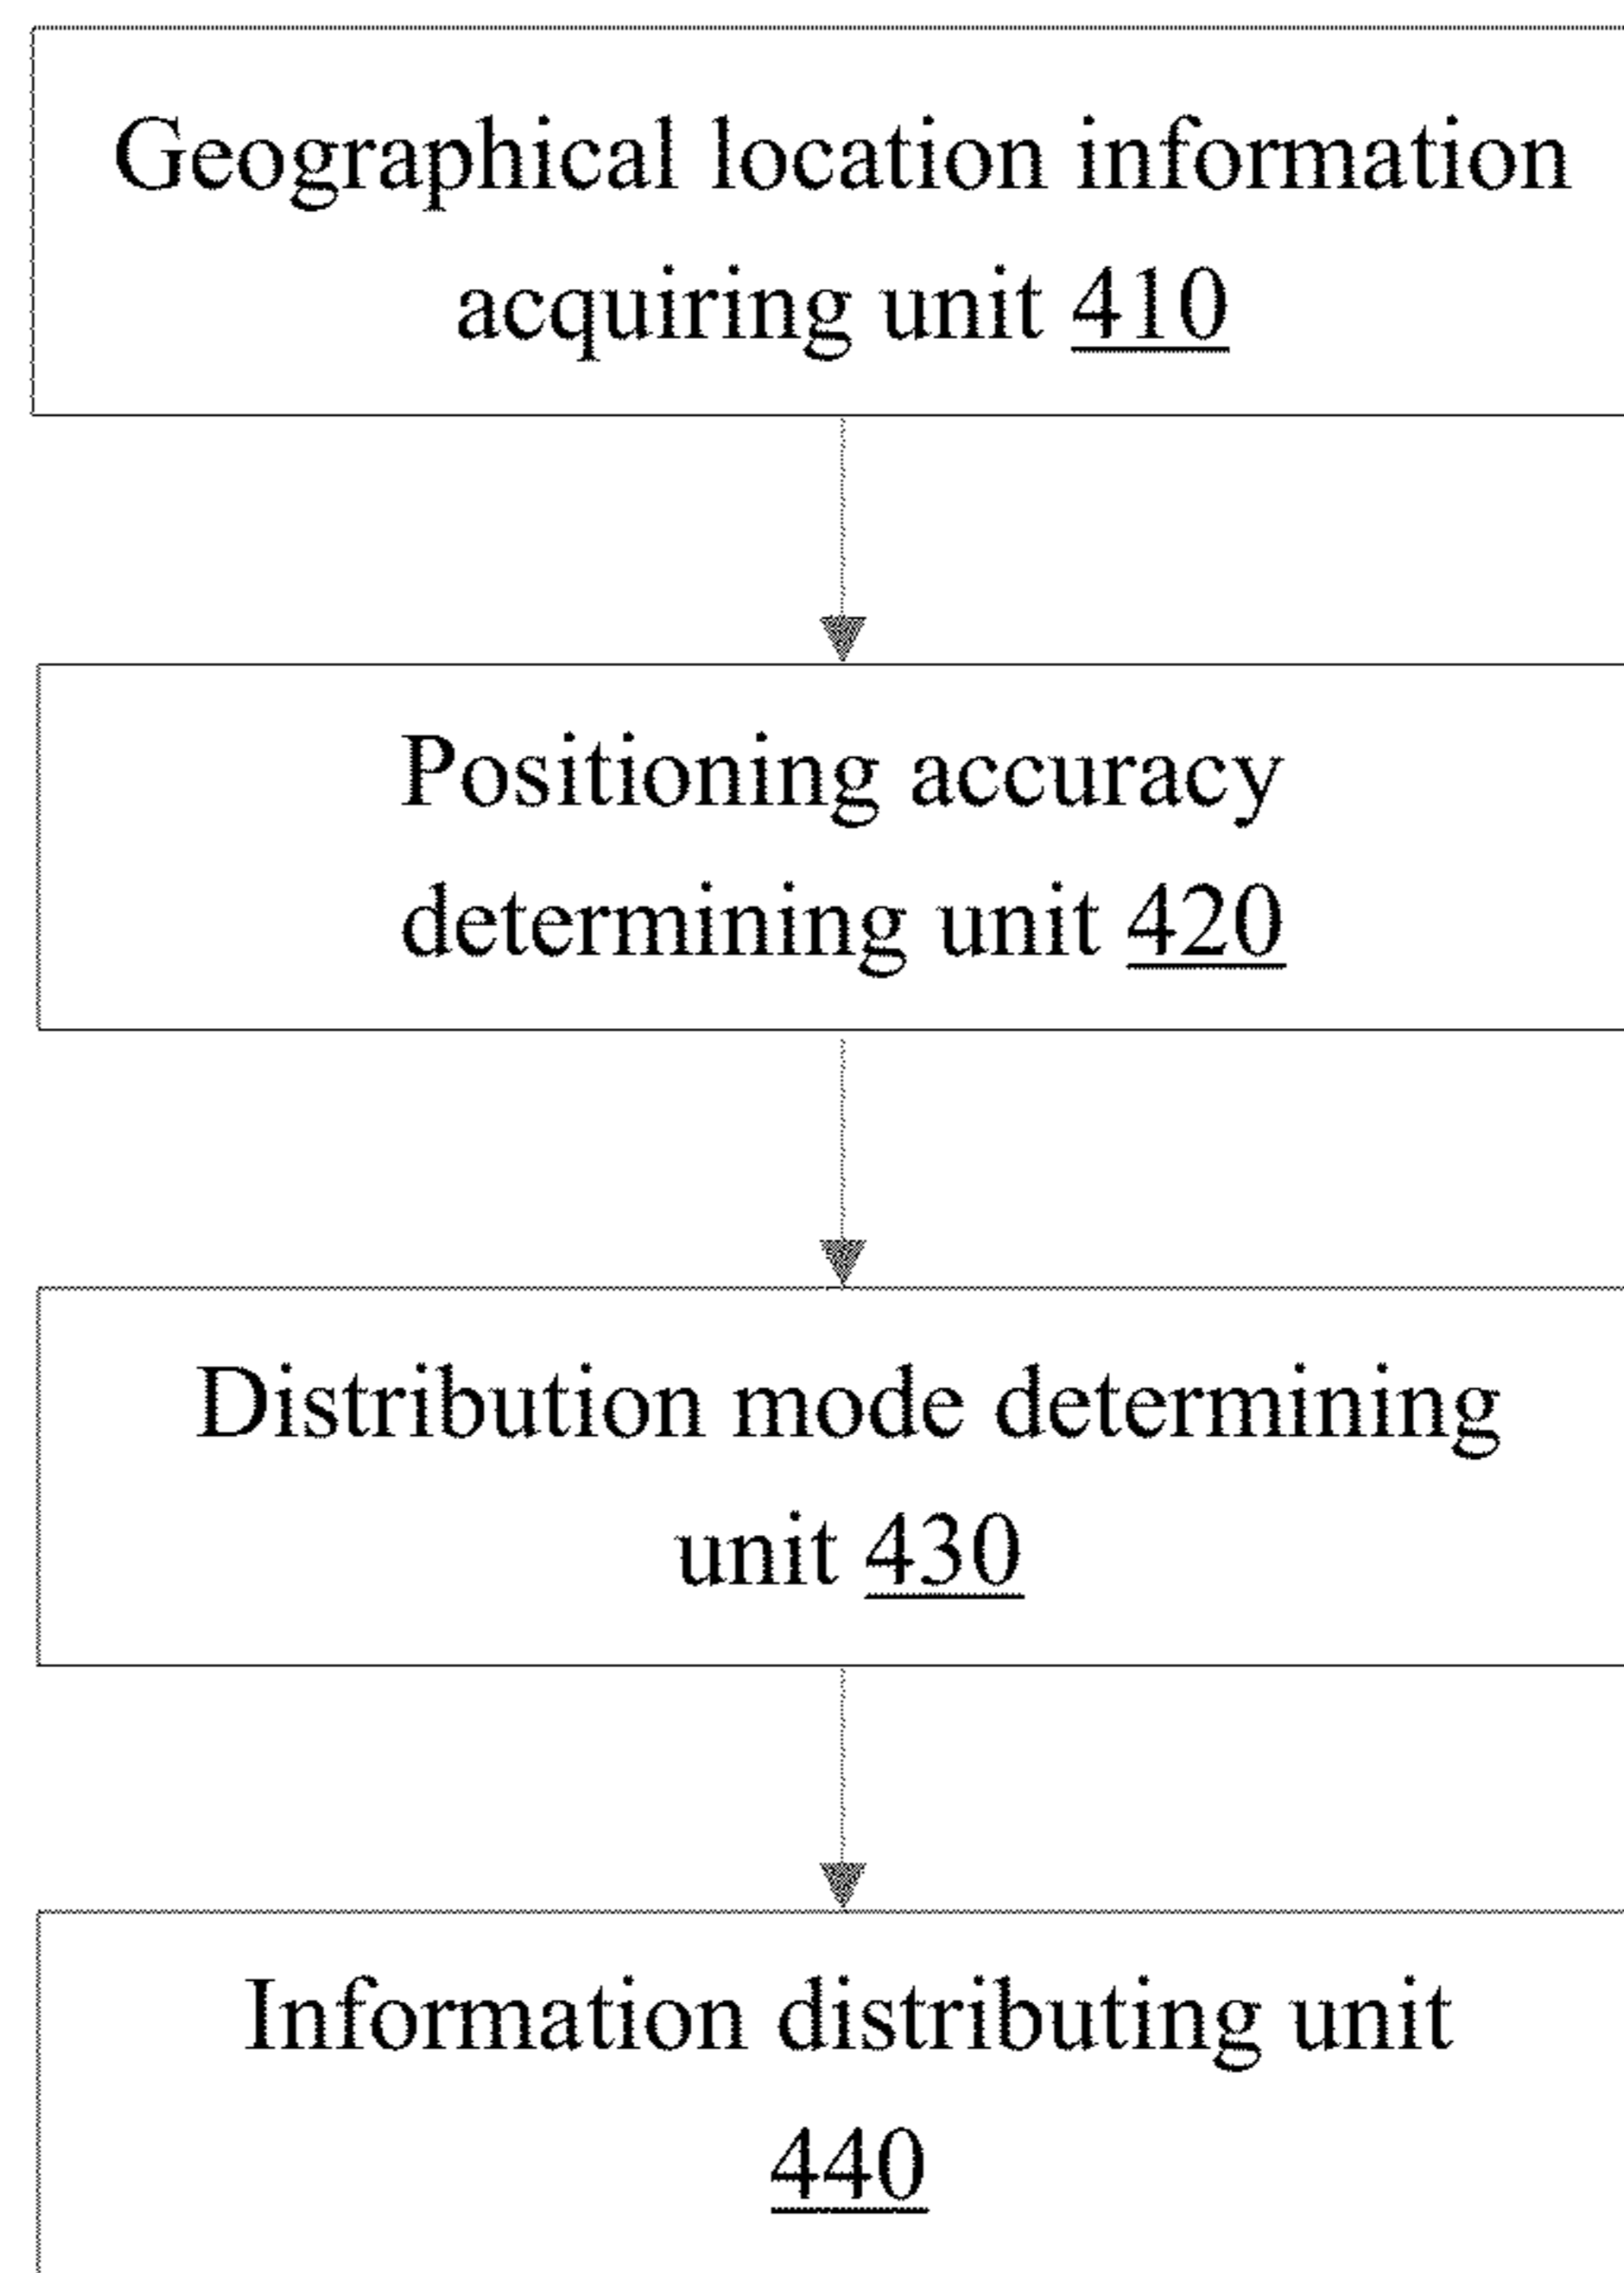 Geographical location information
acquiring unit 410
Positioning accuracy
determining unit 420
Distribution mode determining
unit 430
Information distributing unit
440